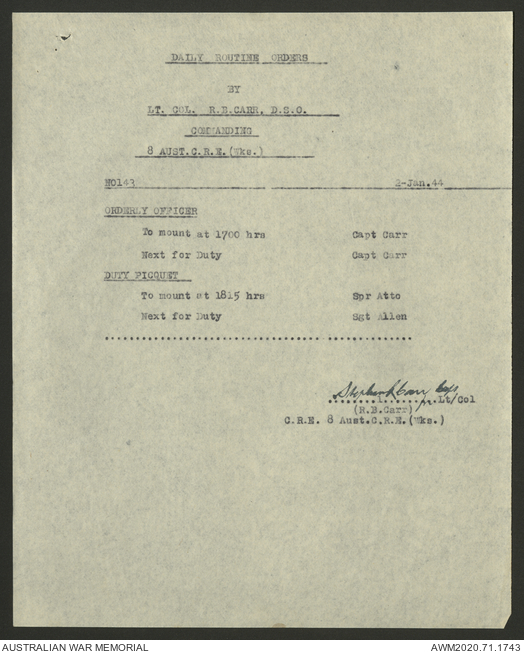 DAILY ROUTINE ORDERS
BY
LT. COL. R.B.CARR, D.S.O.
COMMANDING
8 AUST.C.R.E.(Wks.)
NO143 2-Jan.44
ORDERLY OFFICER
To mount at 1700 hrs Capt Carr
Next for Duty Capt Carr
DUTY PICQUET
To mount at 1815 hrs Spr Atto
Next for Duty Sgt Allen
Lt/Col
(R.B.Carr)
C.R.E. 8 Aust.C.R.E.(Wks.)
AUSTRALIAN WAR MEMORIAL AWM2020.71.1743